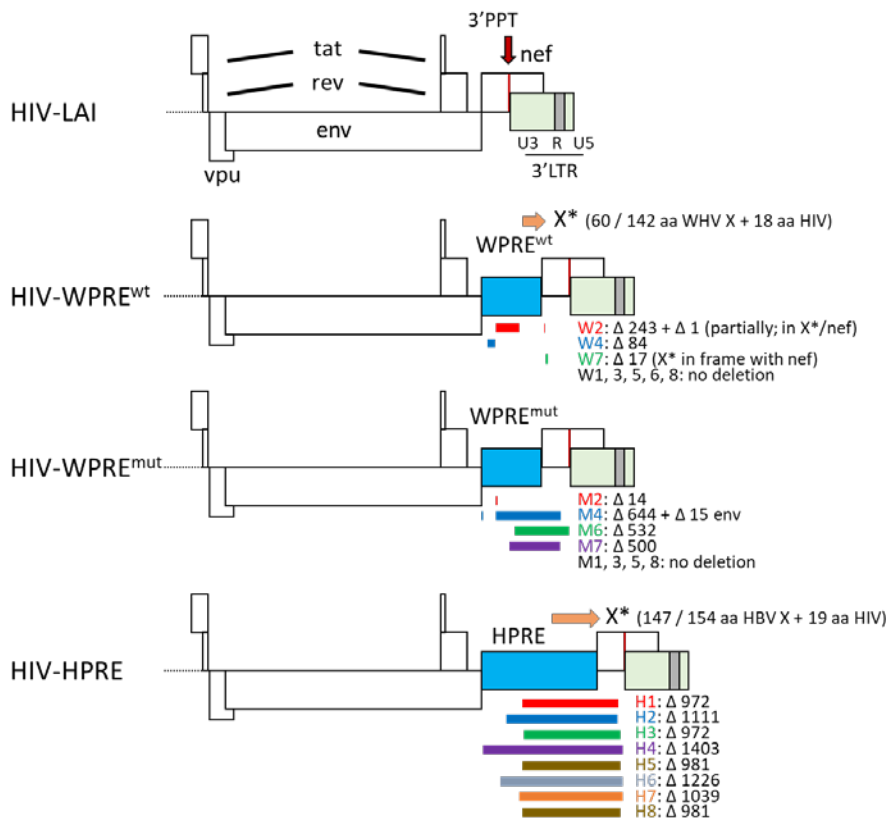 3’PPT
tat
nef
rev
HIV-LAI
env
U3 R U5
vpu
3’LTR
X* (60 / 142 aa WHV X + 18 aa HIV)
WPREwt
HIV-WPREwt
W2: Δ 243 + Δ 1 (partially; in X*/nef)
W4: Δ 84
W7: Δ 17 (X* in frame with nef)
W1, 3, 5, 6, 8: no deletion
WPREmut
HIV-WPREmut
M2: Δ 14
M4: Δ 644 + Δ 15 env
M6: Δ 532
M7: Δ 500
M1, 3, 5, 8: no deletion
X* (147 / 154 aa HBV X + 19 aa HIV)
HPRE
HIV-HPRE
H1: Δ 972
H2: Δ 1111
H3: Δ 972
H4: Δ 1403
H5: Δ 981
H6: Δ 1226
H7: Δ 1039
H8: Δ 981